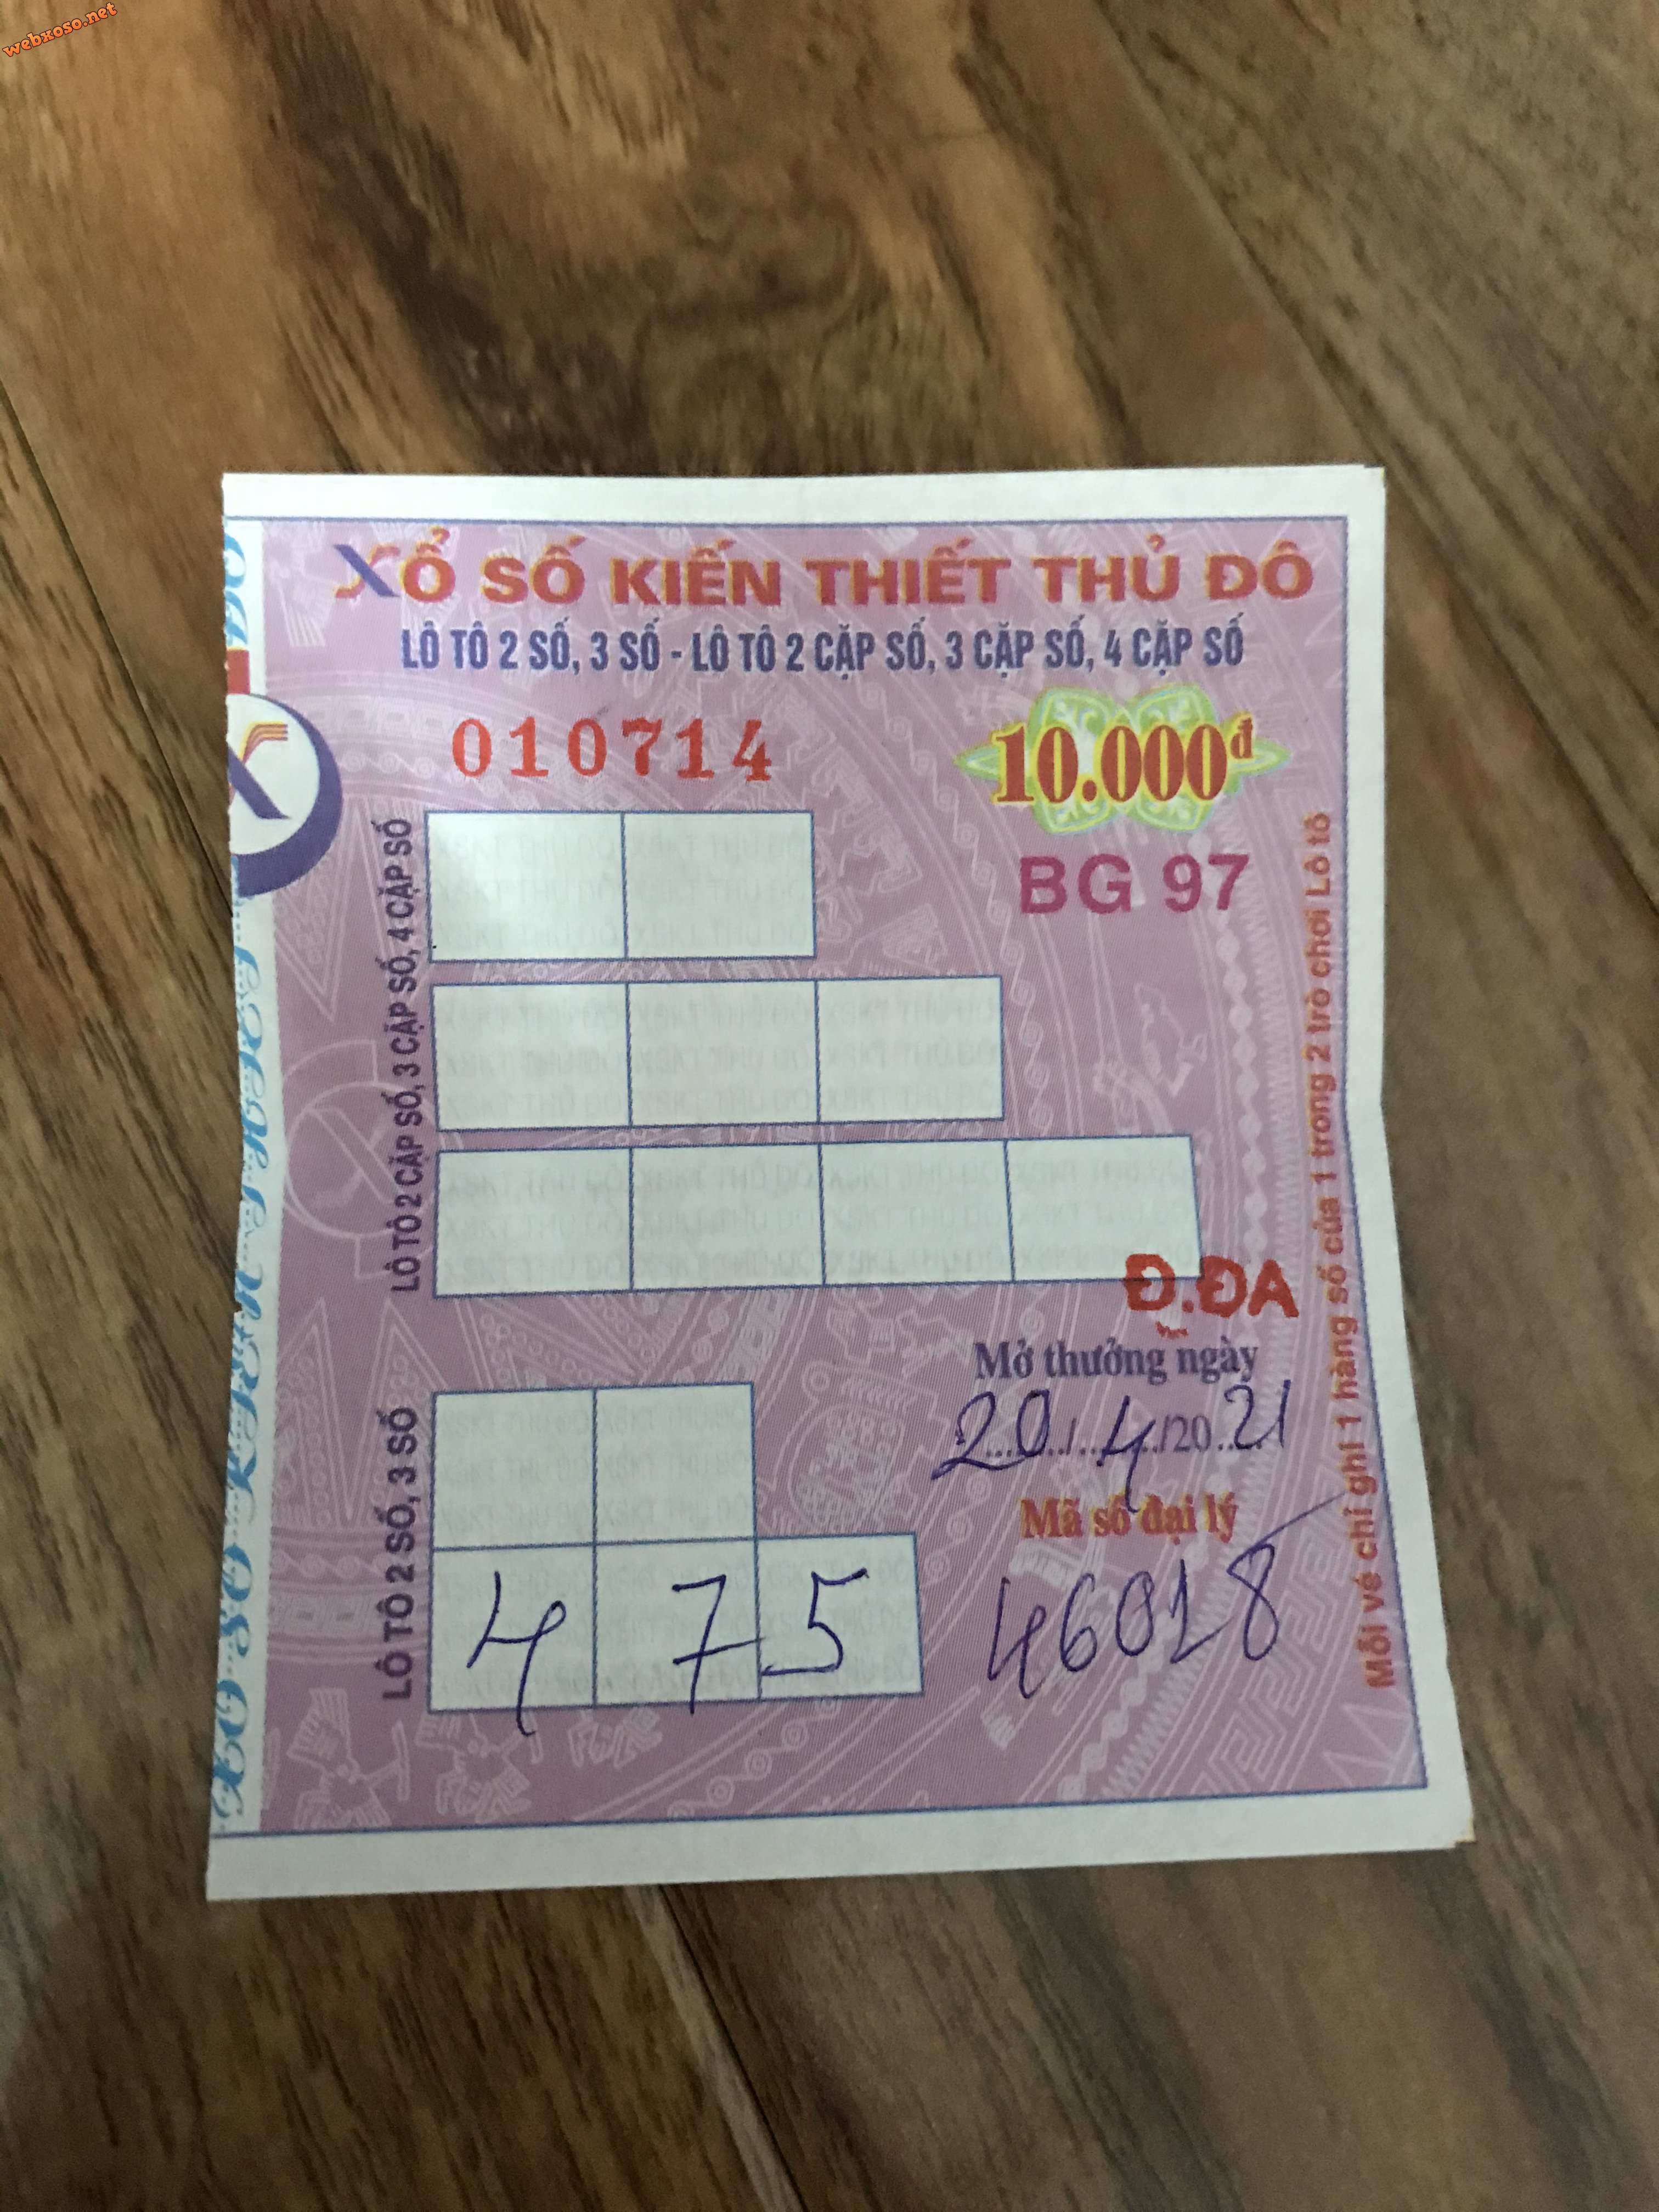 webxoso.net
XỔ SỐ KIẾN THIẾT THỦ ĐÔ
LÔ TÔ 2 SỐ, 3 SỐ - LÔ TÔ 2 CẶP SỐ, 3 CẶP SỐ, 4 CẶP SỐ
010714
10.000đ
BG 97
LÔ TÔ 2 CẶP SỐ, 3 CẶP SỐ, 4 CẶP SỐ
Đ.ĐA
Mở thưởng ngày
20/4/2021
Mã số đại lý
46018
LÔ TÔ 2 SỐ, 3 SỐ
4 7 5
Mỗi vé chỉ ghi 1 hàng số của 1 trong 2 trò chơi Lô tô